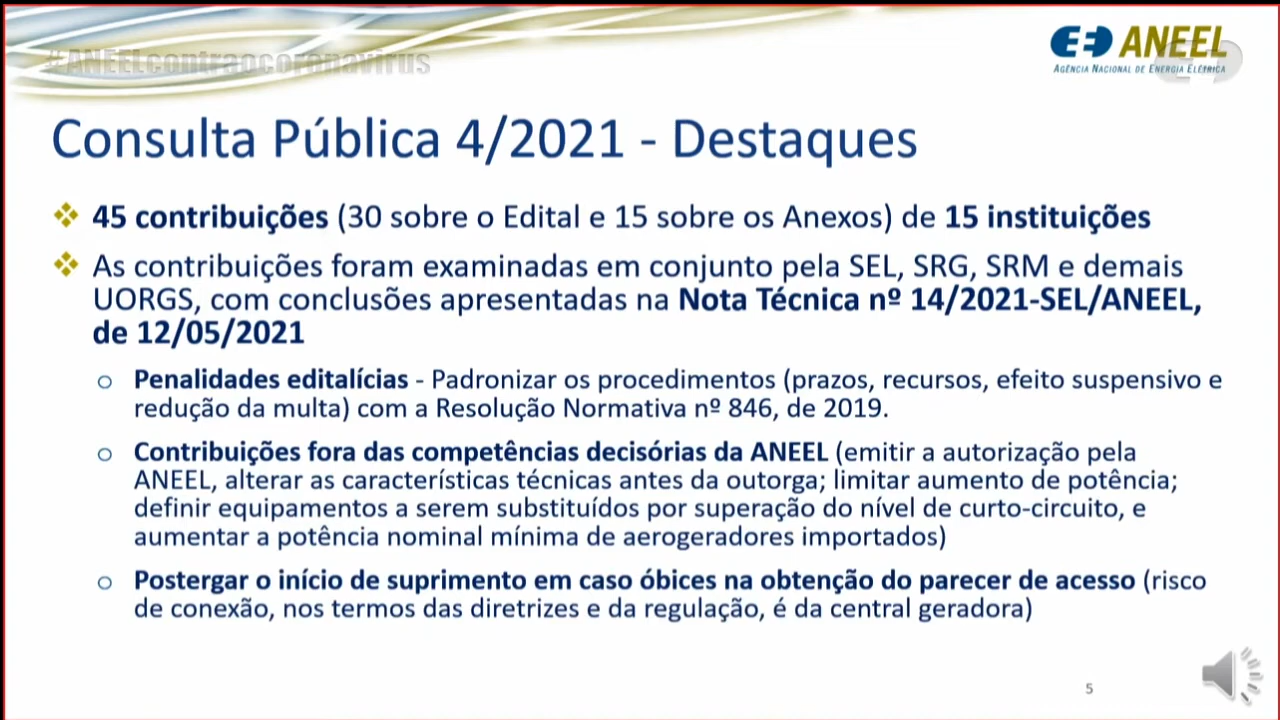 #ANEELcontraocoronavirus
ANEEL
AGÊNCIA NACIONAL DE ENERGIA ELÉTRICA
Consulta Pública 4/2021 - Destaques
45 contribuições (30 sobre o Edital e 15 sobre os Anexos) de 15 instituições
As contribuições foram examinadas em conjunto pela SEL, SRG, SRM e demais
UORGS, com conclusões apresentadas na Nota Técnica nº 14/2021-SEL/ANEEL,
de 12/05/2021
Penalidades editalícias - Padronizar os procedimentos (prazos, recursos, efeito suspensivo e
redução da multa) com a Resolução Normativa nº 846, de 2019.
Contribuições fora das competências decisórias da ANEEL (emitir a autorização pela
ANEEL, alterar as características técnicas antes da outorga; limitar aumento de potência;
definir equipamentos a serem substituídos por superação do nível de curto-circuito, e
aumentar a potência nominal mínima de aerogeradores importados)
Postergar o início de suprimento em caso óbices na obtenção do parecer de acesso (risco
de conexão, nos termos das diretrizes e da regulação, é da central geradora)
5